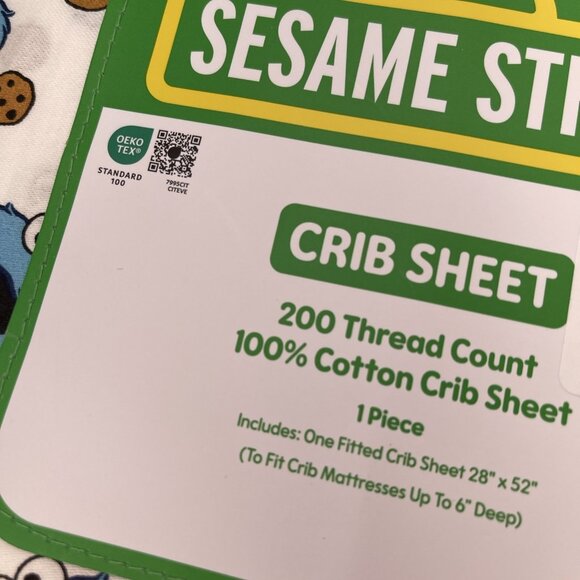 SESAME
OEKO
TEX®
STANDARD
100
7995CIT
CITEVE
CRIB SHEET
200 Thread Count
100% Cotton Crib Sheet
1 Piece
Includes: One Fitted Crib Sheet 28" x 52"
(To Fit Crib Mattresses Up To 6" Deep)